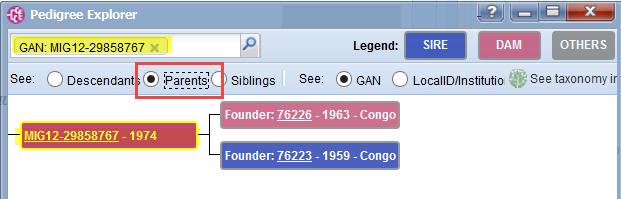 Pedigree Explorer
?
GAN: MIG12-29858767 Legend: SIRE DAM OTHERS
See: Descendants Parents Siblings See: GAN LocalID/Institution See taxonomy in
Founder: 76226 - 1963 - Congo
MIG12-29858767 - 1974
Founder: 76223 - 1959 - Congo